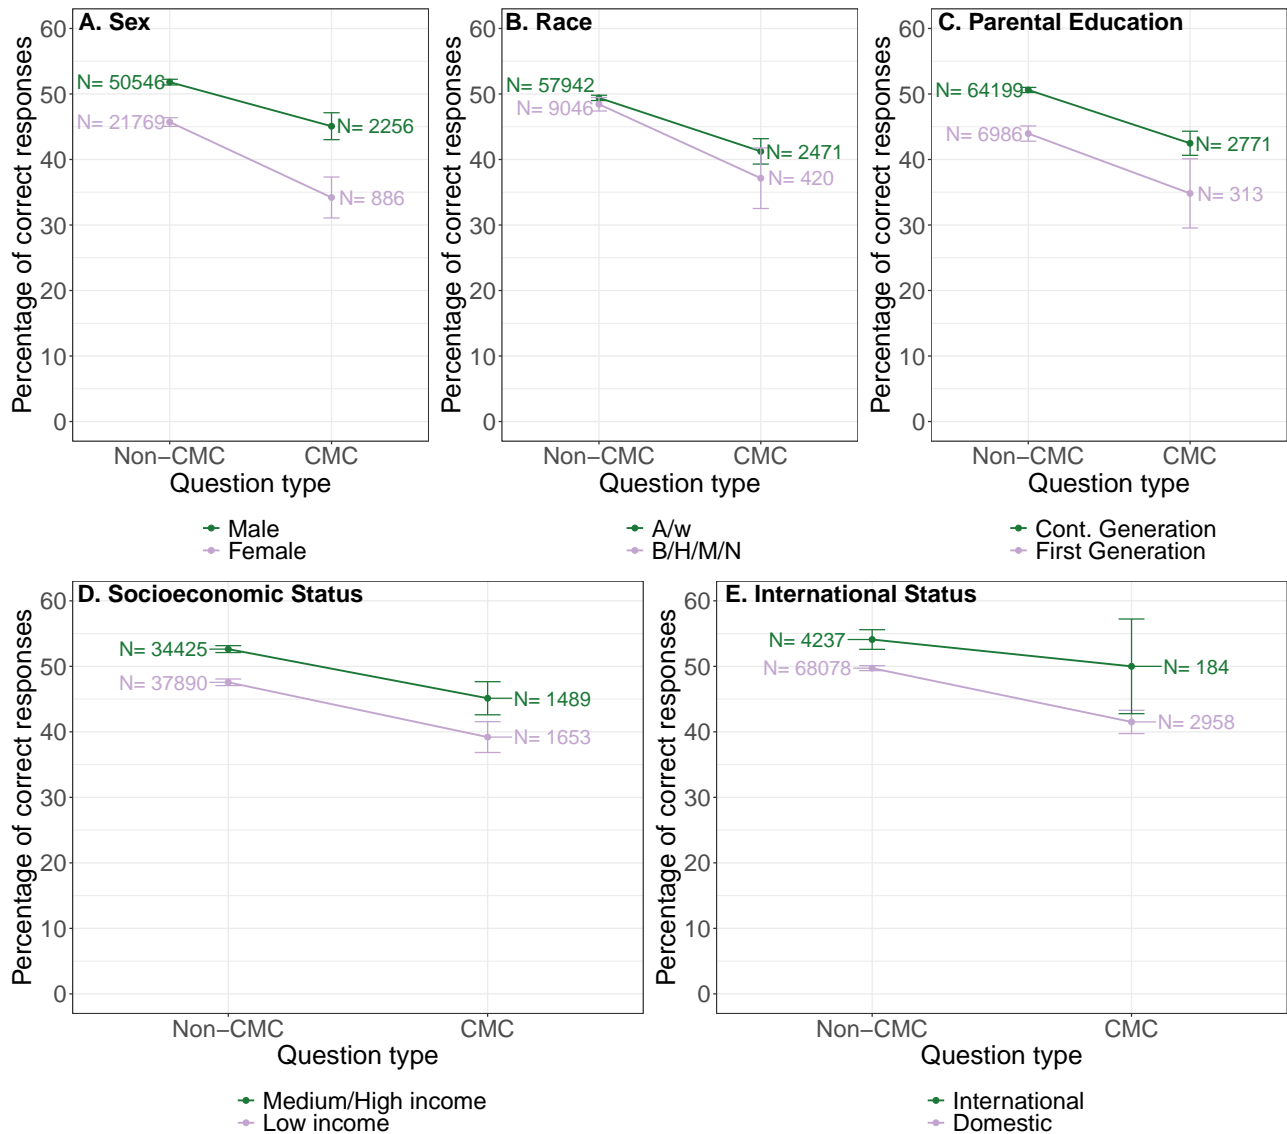 A. Sex
Percentage of correct responses
60
50
40
30
20
10
0
N= 50546
N= 21769
N= 2256
N= 886
Non−CMC
CMC
Question type
Male
Female
B. Race
Percentage of correct responses
60
50
40
30
20
10
0
N= 57942
N= 9046
N= 2471
N= 420
Non−CMC
CMC
Question type
A/w
B/H/M/N
C. Parental Education
Percentage of correct responses
60
50
40
30
20
10
0
N= 64199
N= 6986
N= 2771
N= 313
Non−CMC
CMC
Question type
Cont. Generation
First Generation
D. Socioeconomic Status
Percentage of correct responses
60
50
40
30
20
10
0
N= 34425
N= 37890
N= 1489
N= 1653
Non−CMC
CMC
Question type
Medium/High income
Low income
E. International Status
Percentage of correct responses
60
50
40
30
20
10
0
N= 4237
N= 68078
N= 184
N= 2958
Non−CMC
CMC
Question type
International
Domestic